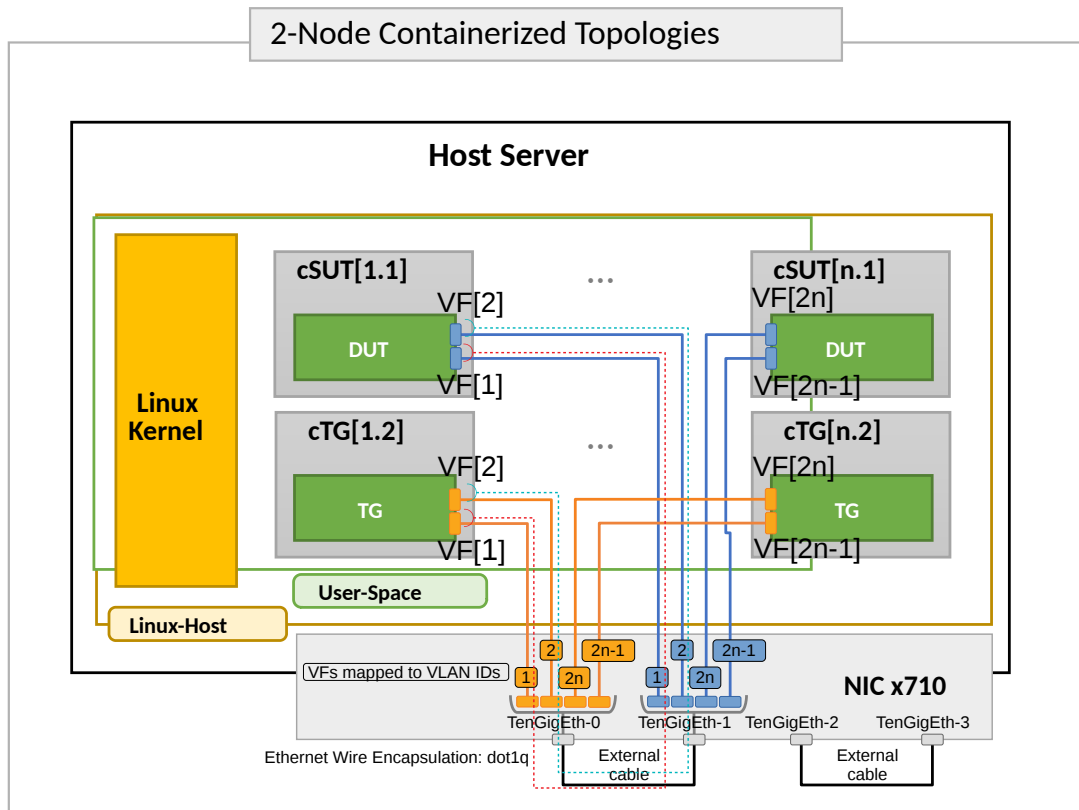 2-Node Containerized Topologies
Host Server
cSUT[1.1]
...
cSUT[n.1]
VF[2]
VF[2n]
DUT
DUT
VF[1]
VF[2n-1]
Linux
Kernel
cTG[1.2]
...
cTG[n.2]
VF[2]
VF[2n]
TG
TG
VF[1]
VF[2n-1]
User-Space
Linux-Host
2
2n-1
2
2n-1
VFs mapped to VLAN IDs
1
2n
1
2n
NIC x710
TenGigEth-0
TenGigEth-1
TenGigEth-2
TenGigEth-3
Ethernet Wire Encapsulation: dot1q
External
cable
External
cable